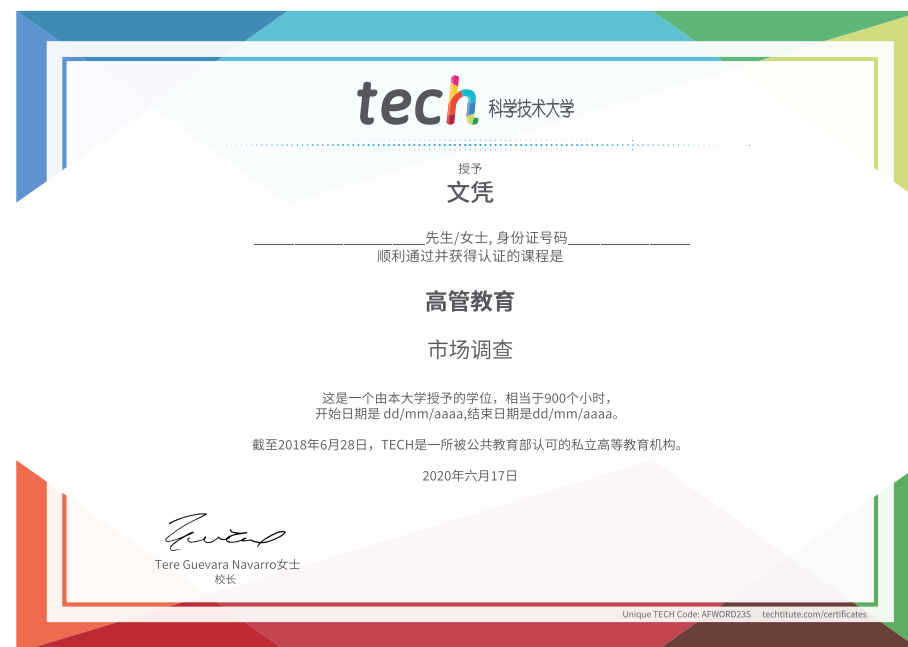 tech 科学技术大学
授予
文凭
先生/女士, 身份证号码
顺利通过并获得认证的课程是
高管教育
市场调查
这是一个由本大学授予的学位，相当于900个小时，
开始日期是 dd/mm/aaaa,结束日期是dd/mm/aaaa。
截至2018年6月28日，TECH是一所被公共教育部认可的私立高等教育机构。
2020年六月17日
Tere Guevara Navarro女士
校长
Unique TECH Code: AFWORD23S techtitute.com/certificates